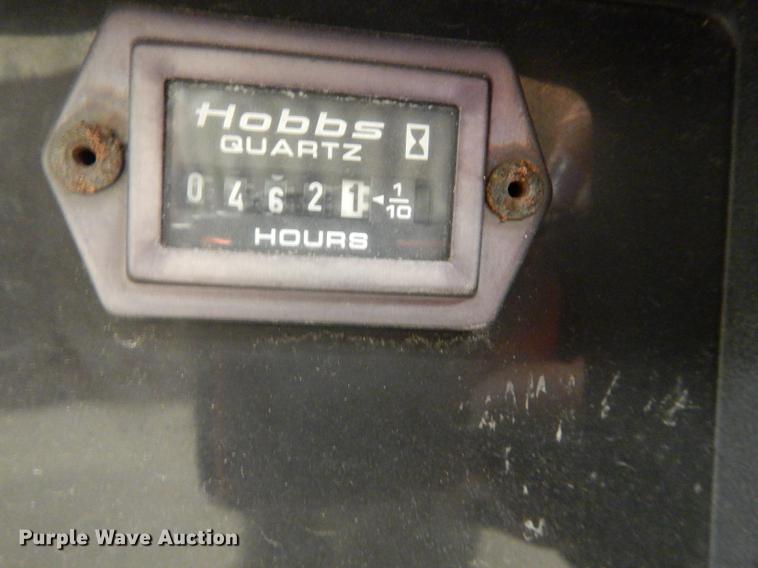 Hobbs
QUARTZ
0 4 6 2 1 1/10
HOURS
Purple Wave Auction